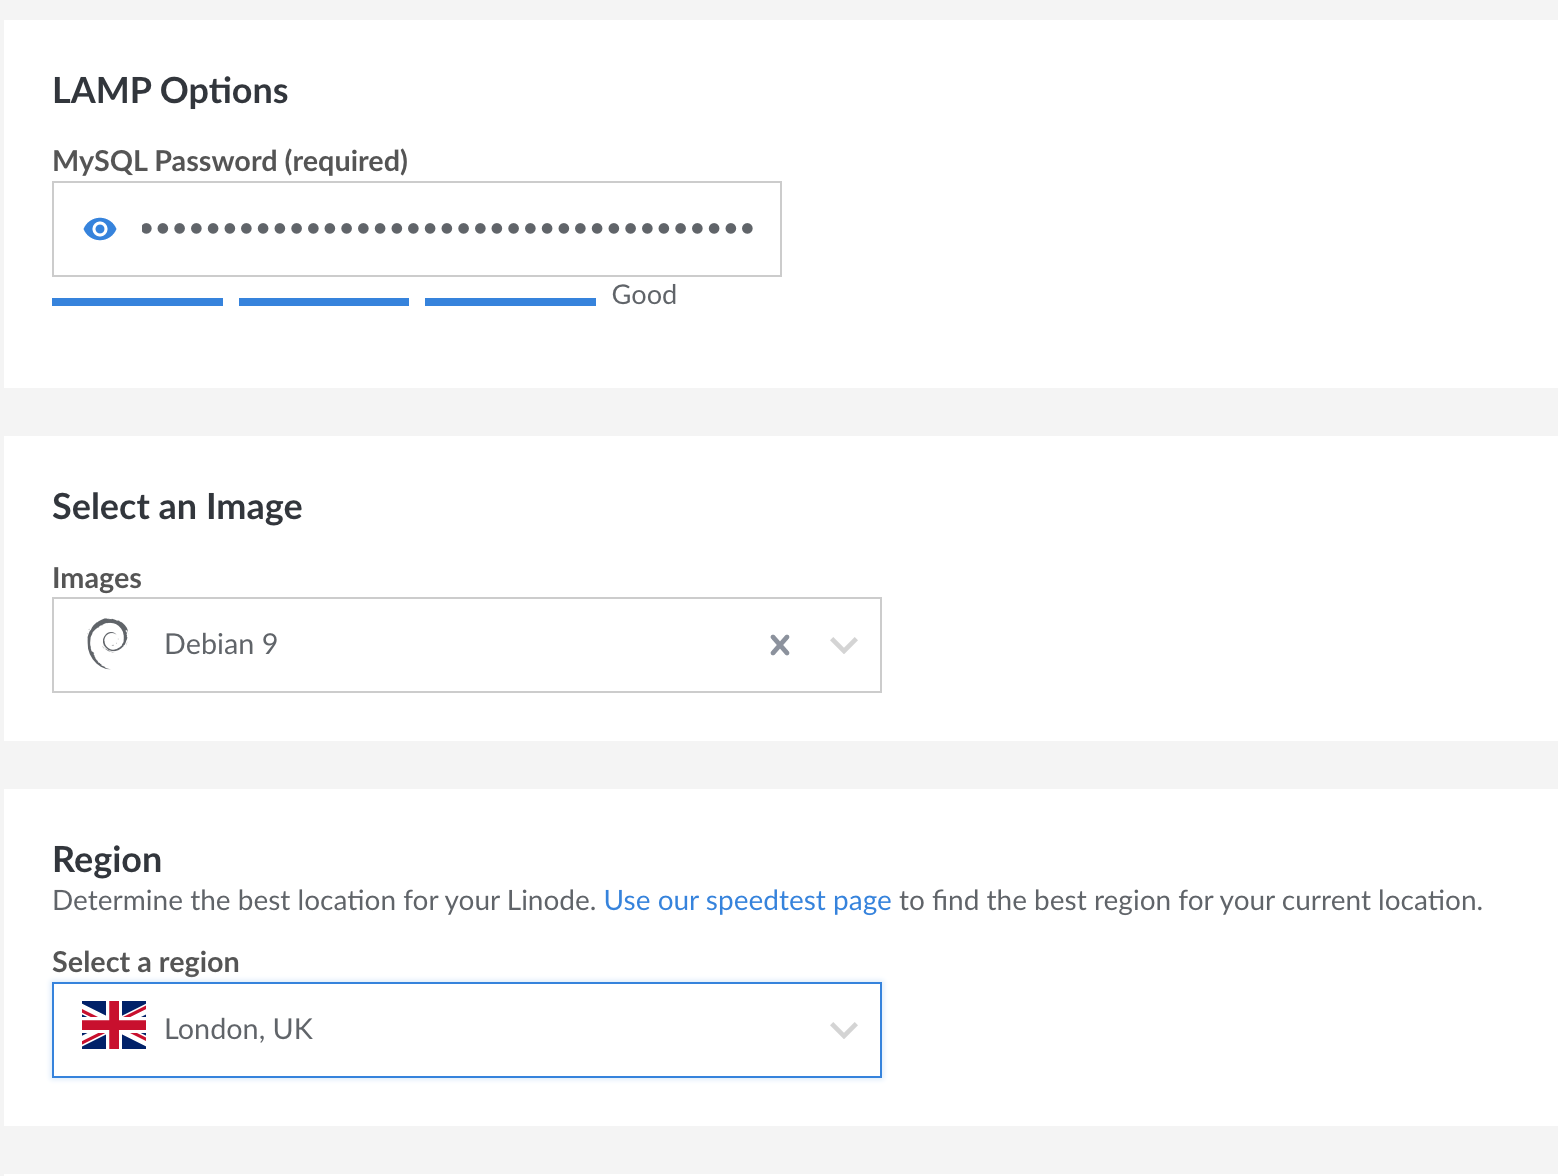 LAMP Options
MySQL Password (required)
••••••••••••••••••••••••••••••••••••• 
Good
Select an Image
Images
Debian 9
Region
Determine the best location for your Linode. Use our speedtest page to find the best region for your current location.
Select a region
London, UK